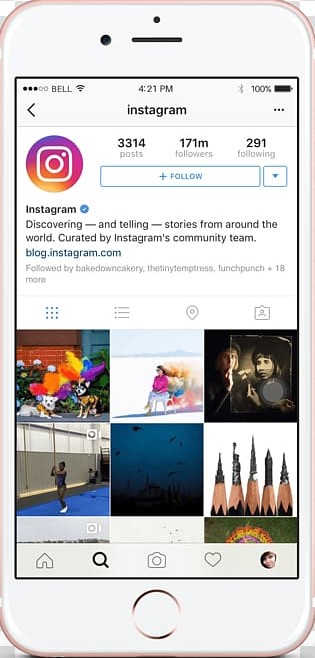 ●●●○○ BELL 4:21 PM 100%
instagram
3314 171m 291
posts followers following
+ FOLLOW
Instagram
Discovering — and telling — stories from around the
world. Curated by Instagram's community team.
blog.instagram.com
Followed by bakedowncakery, thetinytemptress, funchpunch + 18
more